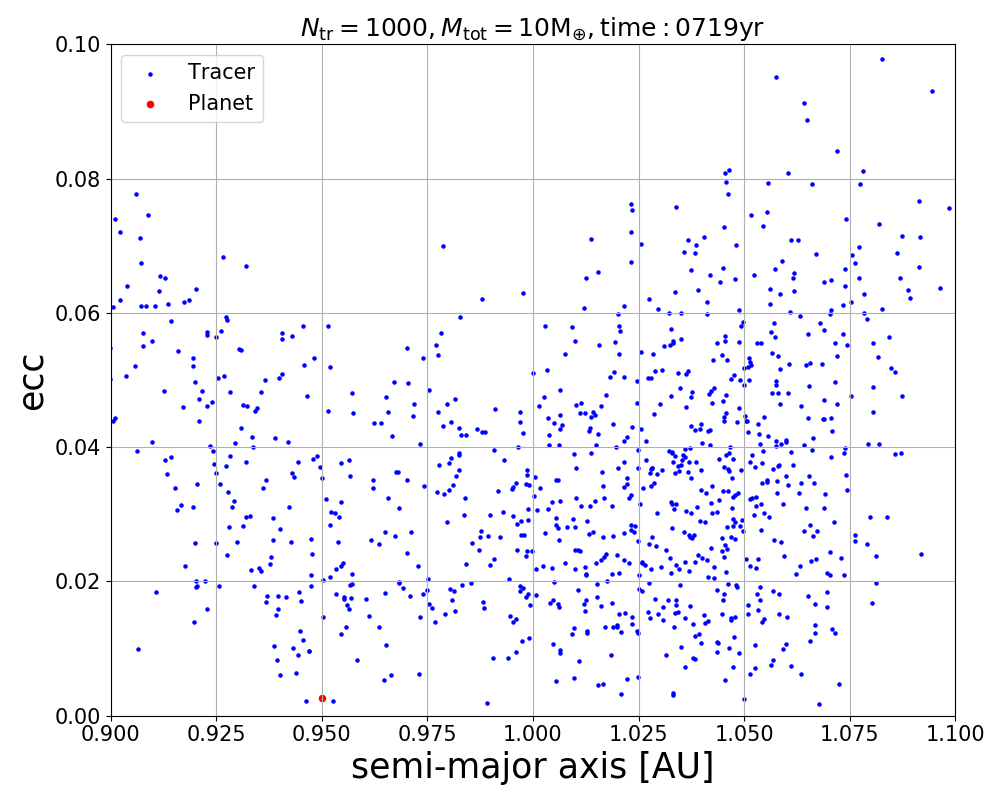 N_tr = 1000, M_tot = 10M_⊕, time : 0719yr
0.10
Tracer
Planet
0.08
0.06
ecc
0.04
0.02
0.00
0.900 0.925 0.950 0.975 1.000 1.025 1.050 1.075 1.100
semi-major axis [AU]